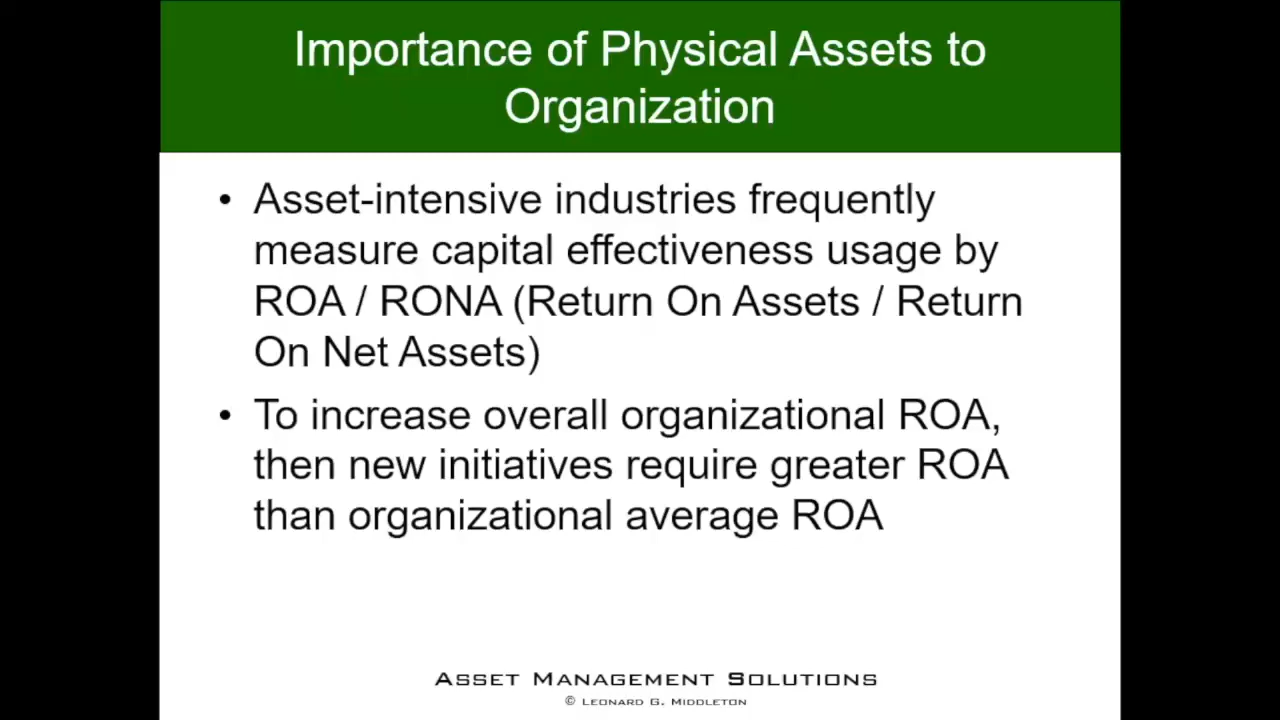 Importance of Physical Assets to
Organization
• Asset-intensive industries frequently
measure capital effectiveness usage by
ROA / RONA (Return On Assets / Return
On Net Assets)
• To increase overall organizational ROA,
then new initiatives require greater ROA
than organizational average ROA
Asset Management Solutions
© Leonard G. Middleton